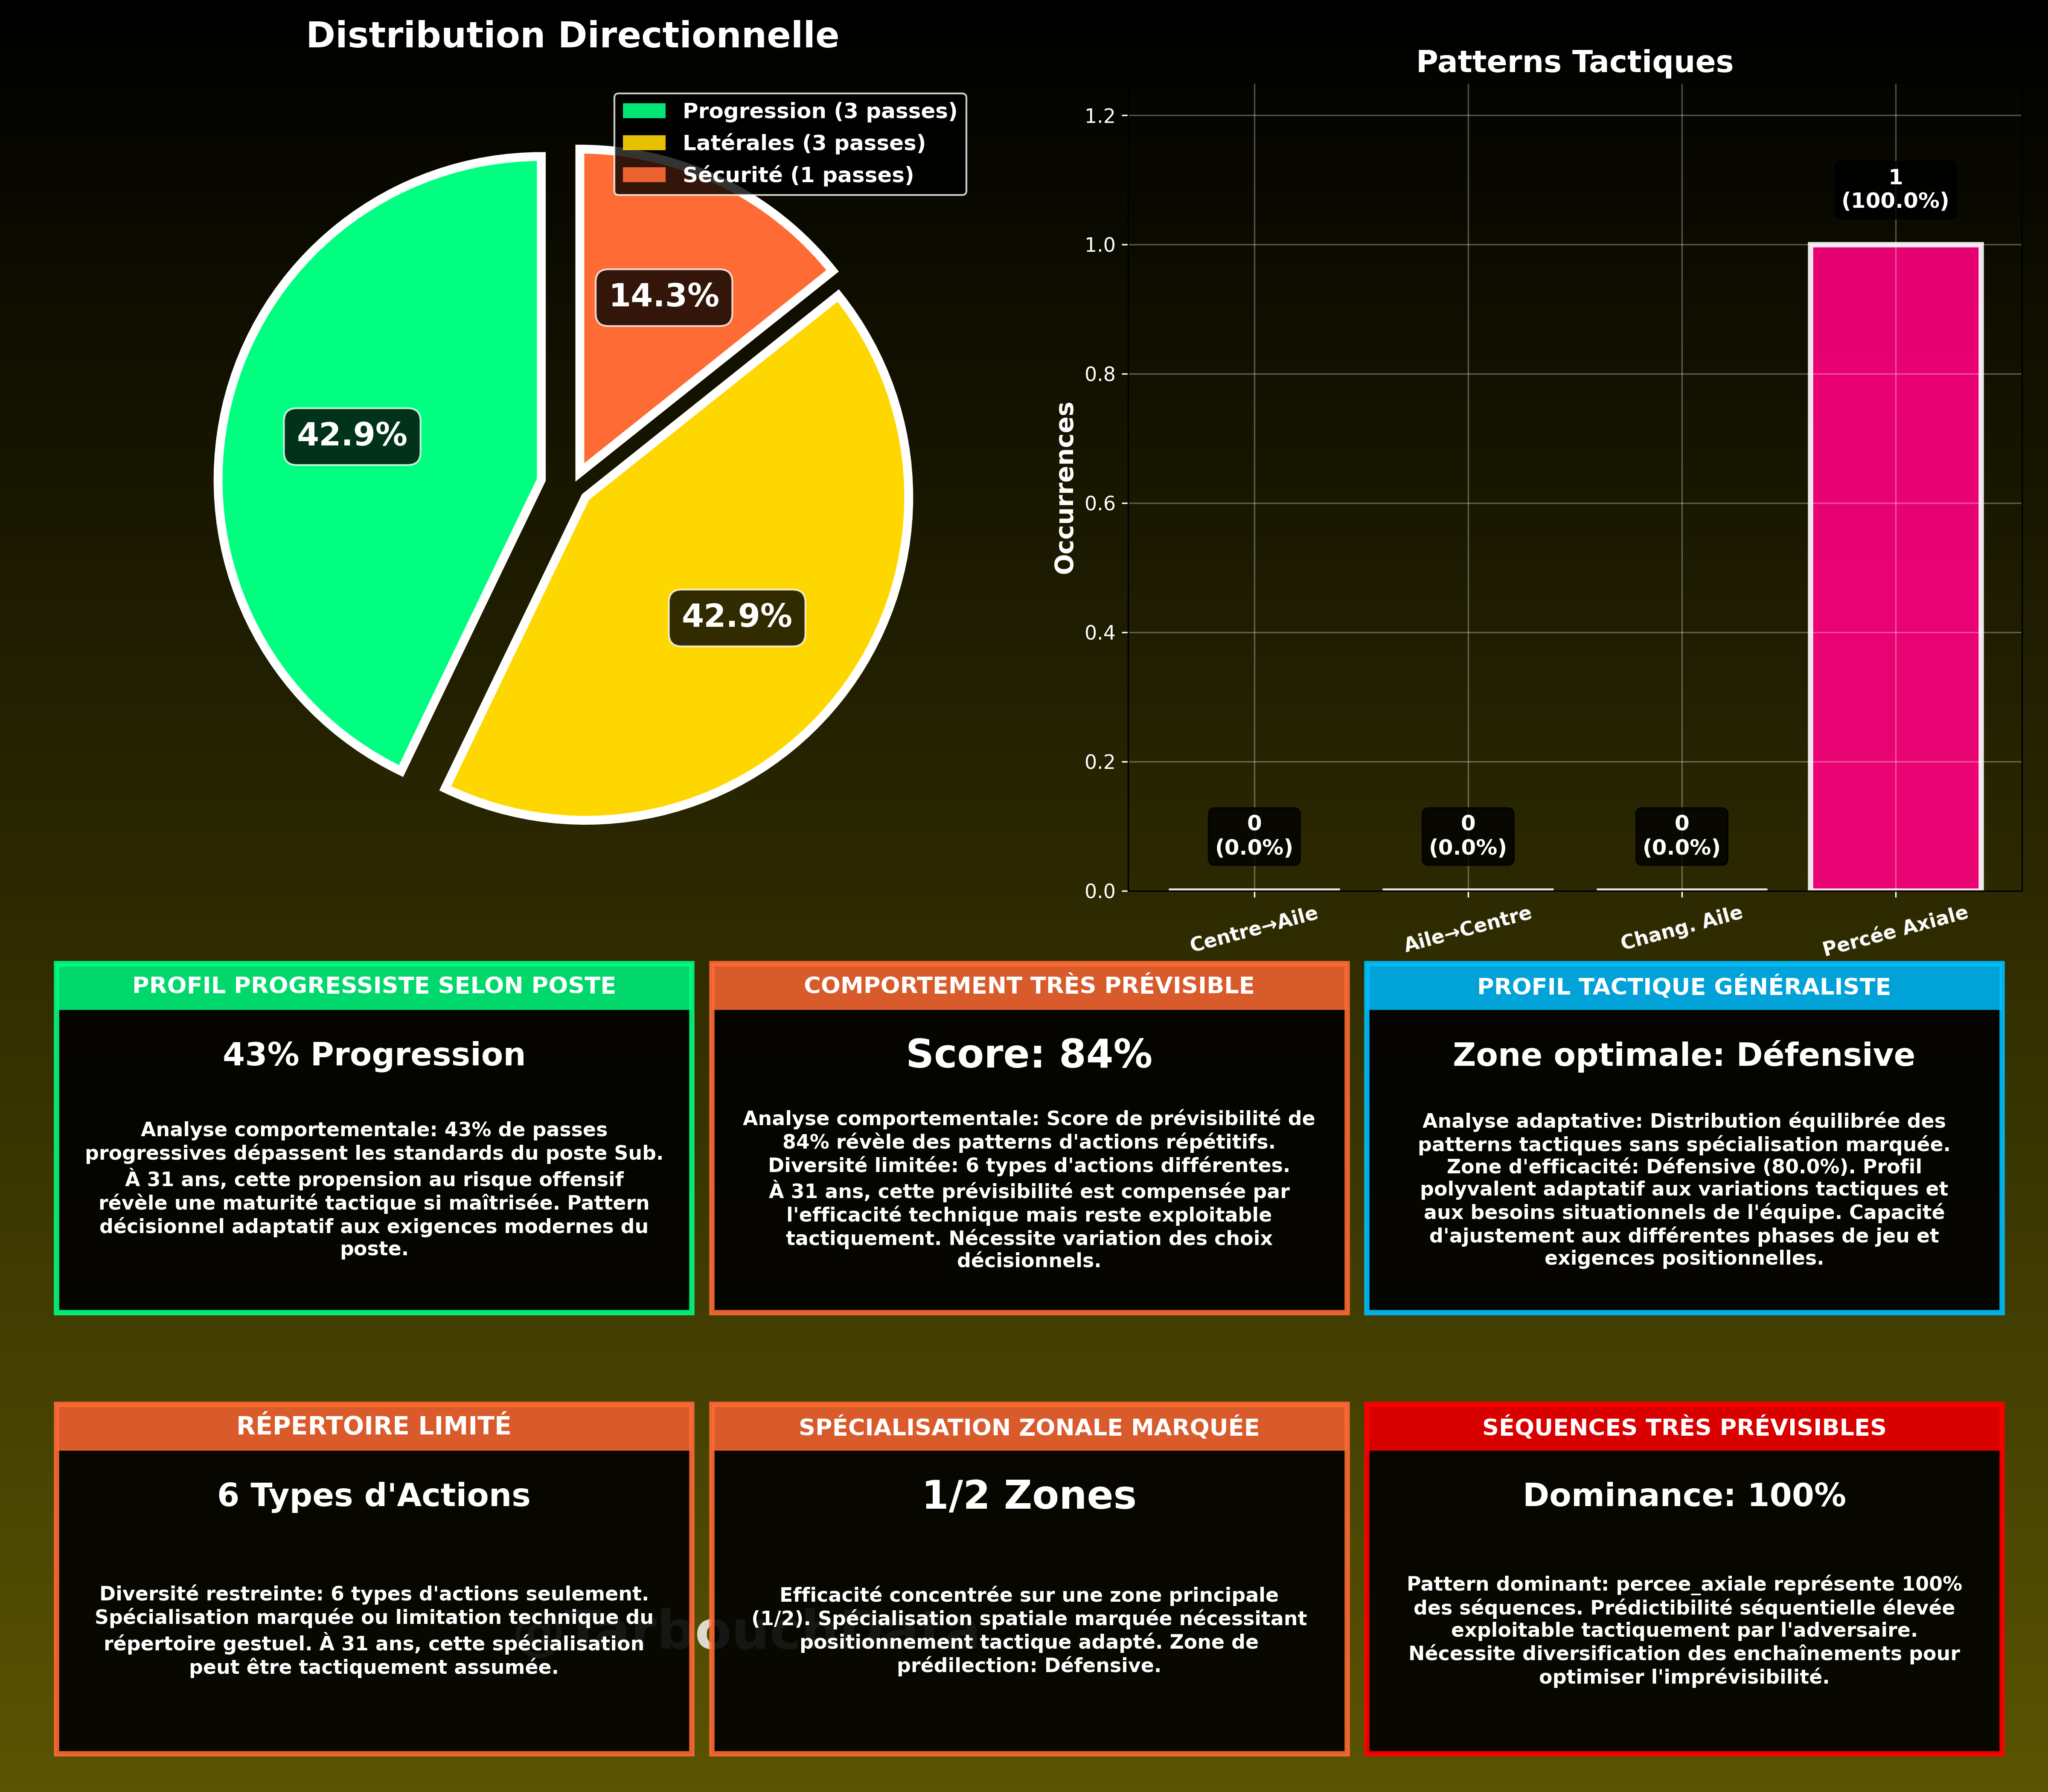 Distribution Directionnelle
Progression (3 passes)
Latérales (3 passes)
Sécurité (1 passes)
14.3%
42.9%
42.9%
Patterns Tactiques
Occurrences
1.2
1.0
0.8
0.6
0.4
0.2
0.0
1
(100.0%)
0
(0.0%)
0
(0.0%)
0
(0.0%)
Centre→Aile
Aile→Centre
Chang. Aile
Percée Axiale
PROFIL PROGRESSISTE SELON POSTE
43% Progression
Analyse comportementale: 43% de passes
progressives dépassent les standards du poste Sub.
À 31 ans, cette propension au risque offensif
révèle une maturité tactique si maîtrisée. Pattern
décisionnel adaptatif aux exigences modernes du
poste.
COMPORTEMENT TRÈS PRÉVISIBLE
Score: 84%
Analyse comportementale: Score de prévisibilité de
84% révèle des patterns d'actions répétitifs.
Diversité limitée: 6 types d'actions différentes.
À 31 ans, cette prévisibilité est compensée par
l'efficacité technique mais reste exploitable
tactiquement. Nécessite variation des choix
décisionnels.
PROFIL TACTIQUE GÉNÉRALISTE
Zone optimale: Défensive
Analyse adaptative: Distribution équilibrée des
patterns tactiques sans spécialisation marquée.
Zone d'efficacité: Défensive (80.0%). Profil
polyvalent adaptatif aux variations tactiques et
aux besoins situationnels de l'équipe. Capacité
d'ajustement aux différentes phases de jeu et
exigences positionnelles.
RÉPERTOIRE LIMITÉ
6 Types d'Actions
Diversité restreinte: 6 types d'actions seulement.
Spécialisation marquée ou limitation technique du
répertoire gestuel. À 31 ans, cette spécialisation
peut être tactiquement assumée.
SPÉCIALISATION ZONALE MARQUÉE
1/2 Zones
Efficacité concentrée sur une zone principale
(1/2). Spécialisation spatiale marquée nécessitant
positionnement tactique adapté. Zone de
prédilection: Défensive.
SÉQUENCES TRÈS PRÉVISIBLES
Dominance: 100%
Pattern dominant: percee_axiale représente 100%
des séquences. Prédictibilité séquentielle élevée
exploitable tactiquement par l'adversaire.
Nécessite diversification des enchaînements pour
optimiser l'imprévisibilité.